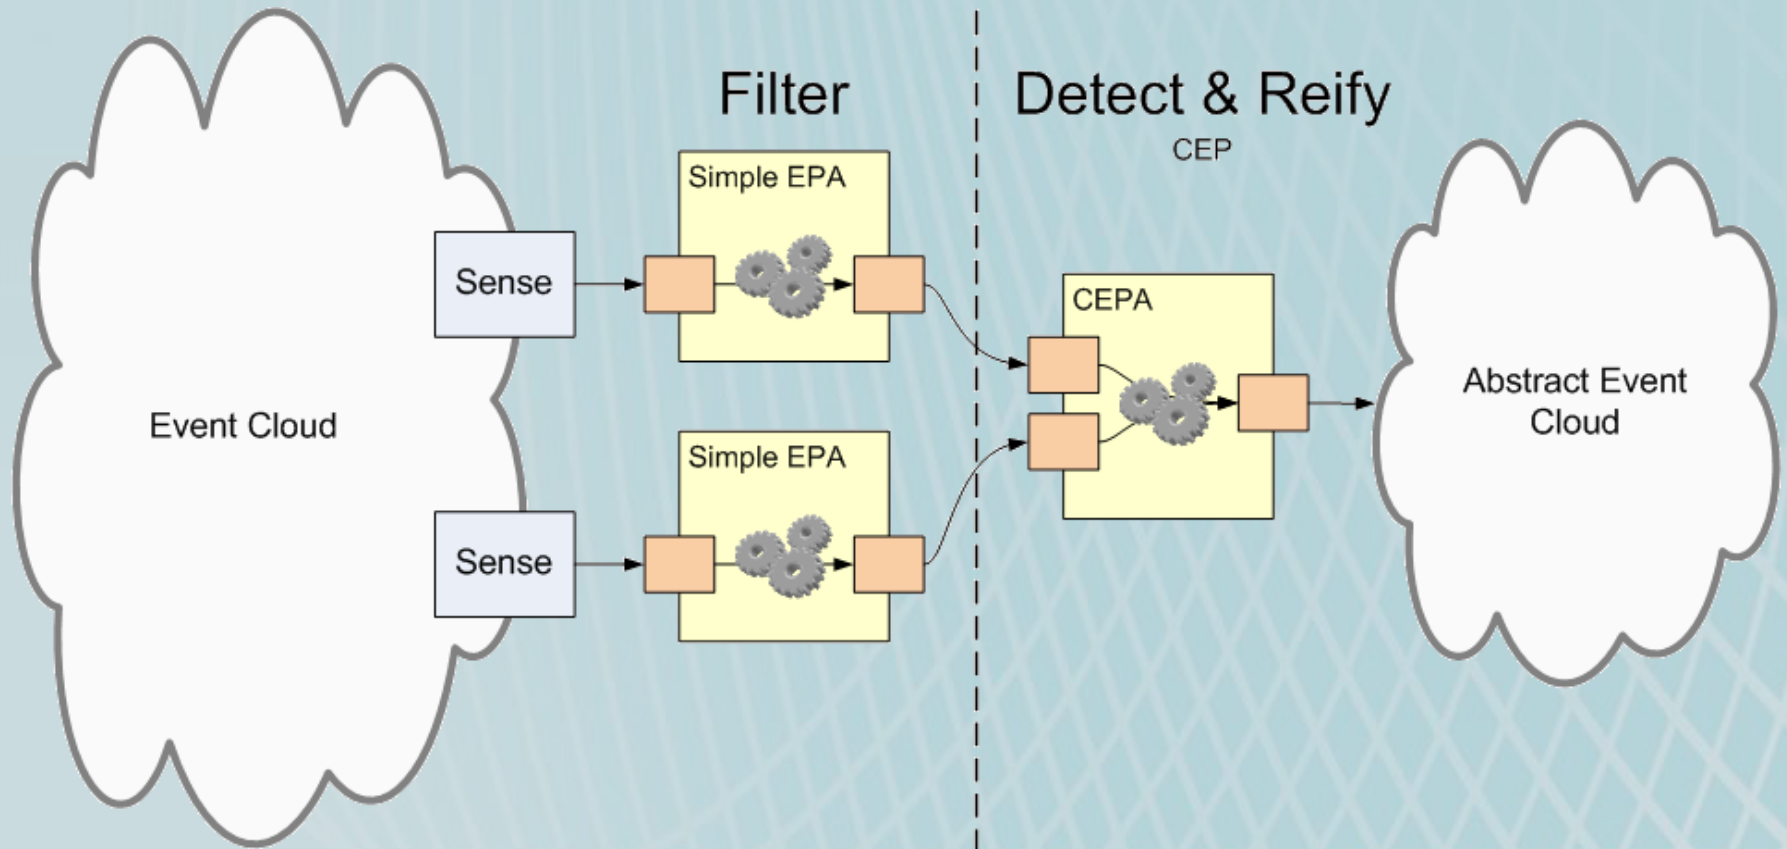 Filter
Detect & Reify
CEP
Simple EPA
Sense
CEPA
Event Cloud
Abstract Event
Cloud
Simple EPA
Sense